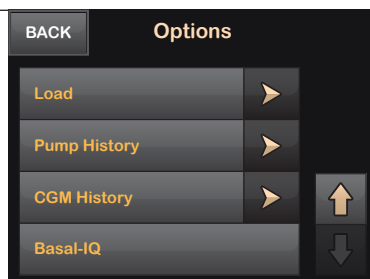 BACK
Options
Load
Pump History
CGM History
Basal-IQ